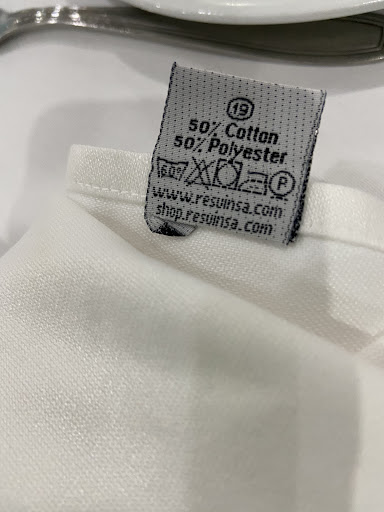 19
50% Cotton
50% Polyester
60° P
www.resuinsa.com
shop.resuinsa.com